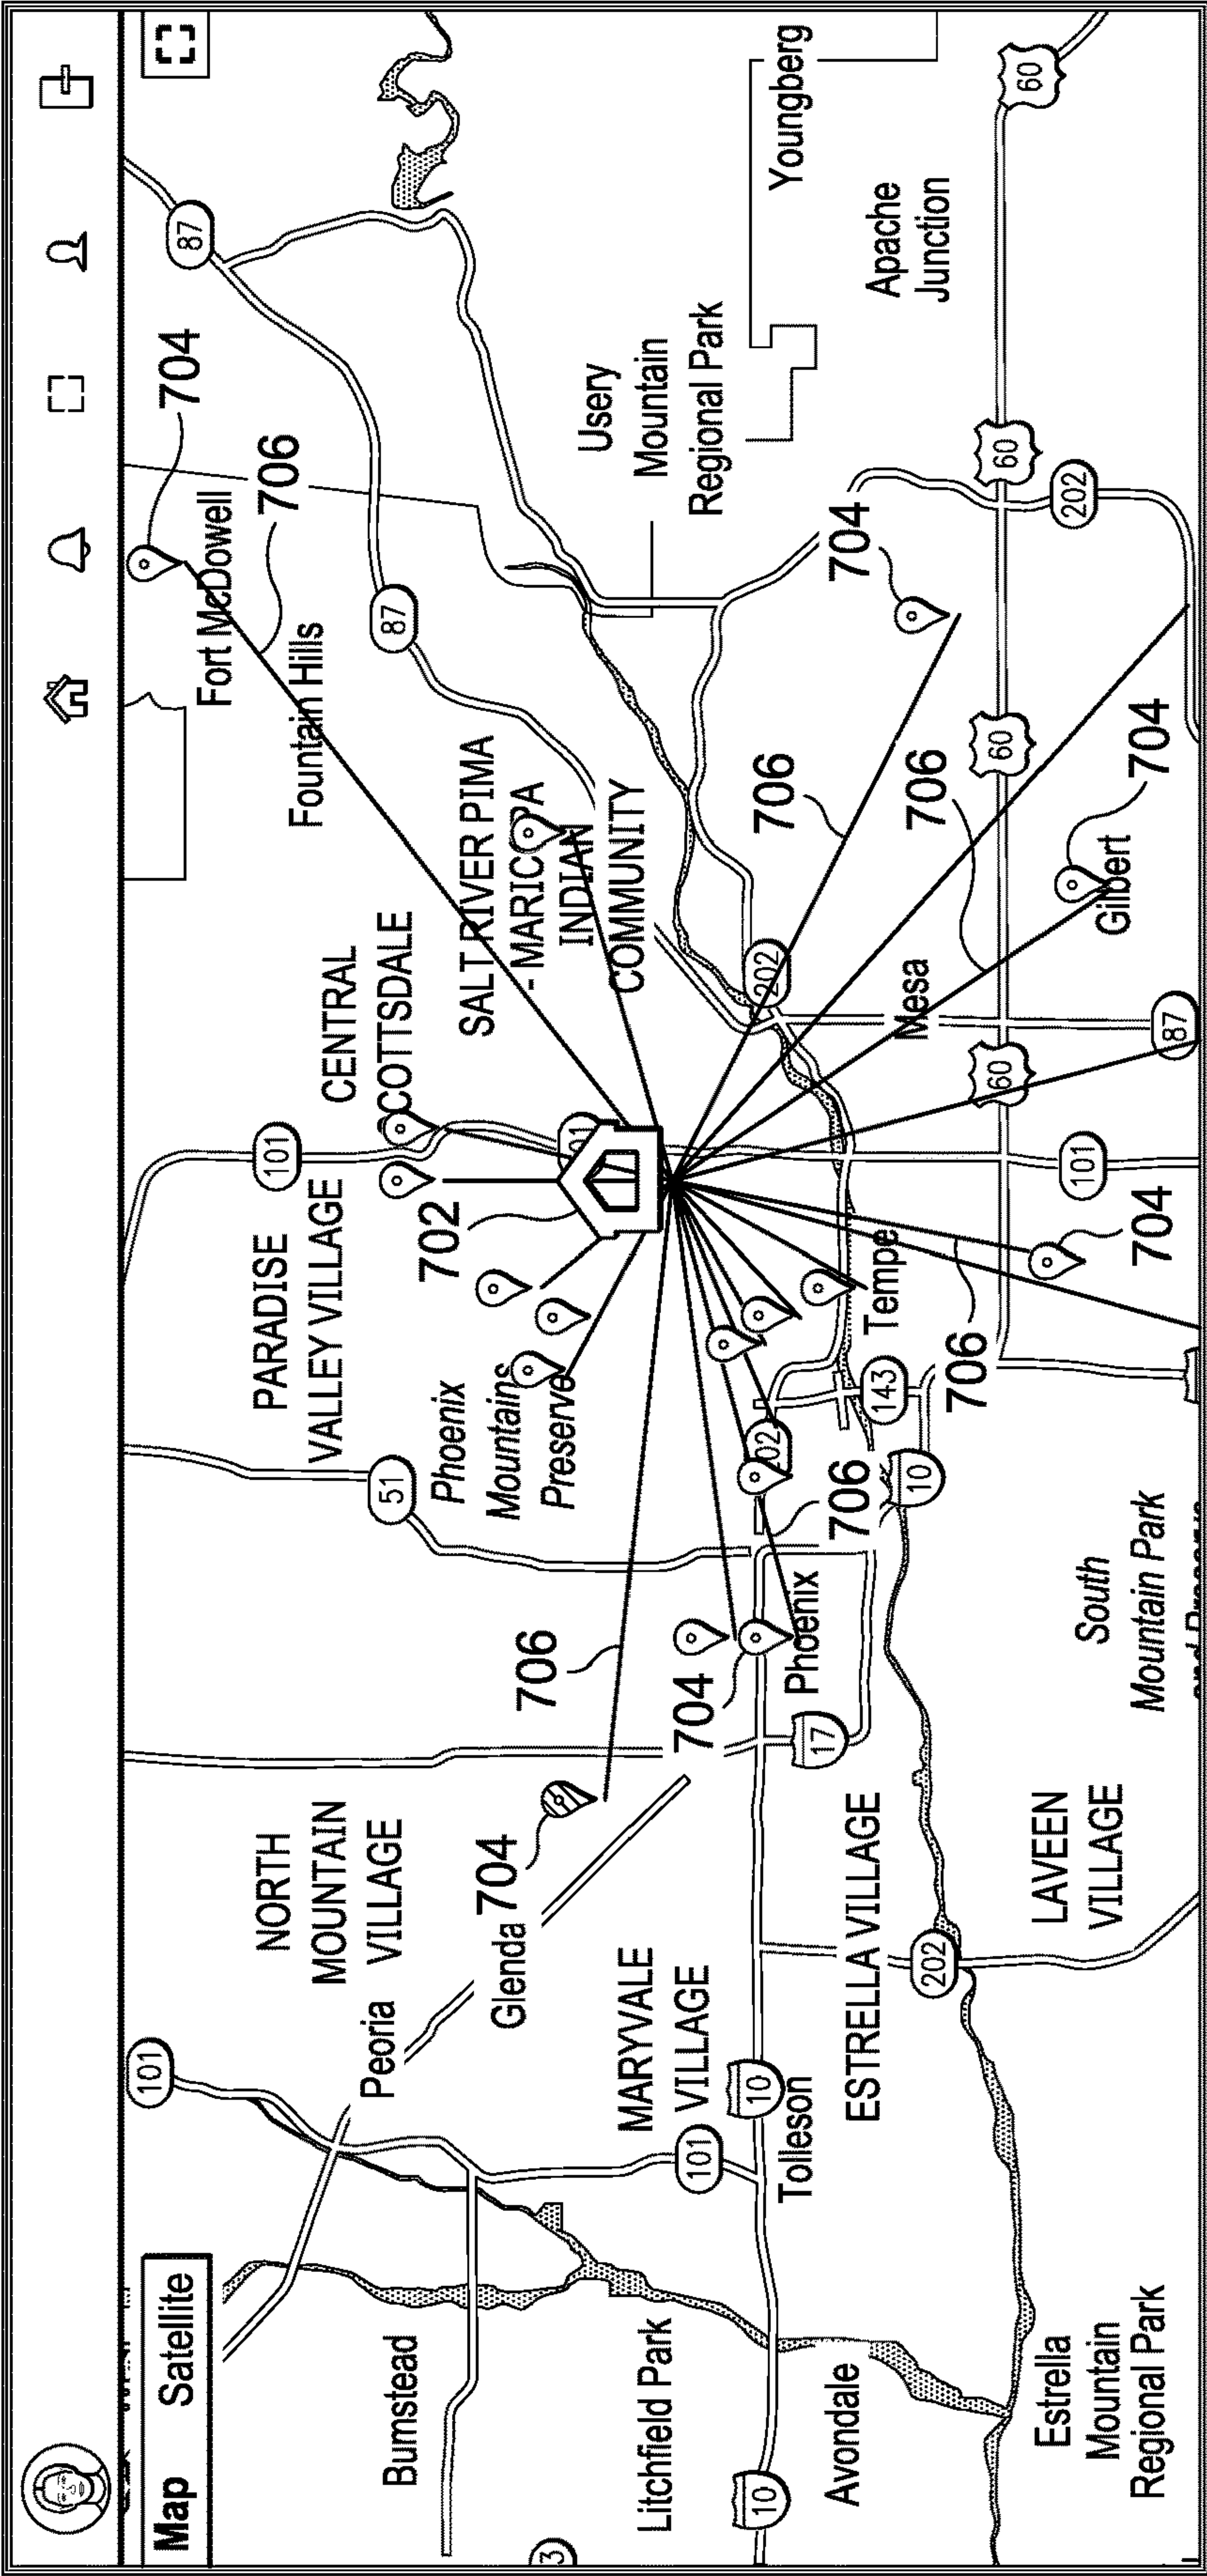 Map Satellite
3
Bumstead
Litchfield Park
10
Avondale
Estrella
Mountain
Regional Park
101
Peoria
NORTH
MOUNTAIN
VILLAGE
Glenda
704
MARYVALE
VILLAGE
101
10
Tolleson
ESTRELLA VILLAGE
202
LAVEEN
VILLAGE
17
706
704
Phoenix
South
Mountain Park
51
PARADISE
VALLEY VILLAGE
Phoenix
Mountains
Preserve
202
706
10
143
706
704
Tempe
702
101
CENTRAL
SCOTTSDALE
101
SALT RIVER PIMA
- MARICOPA
INDIAN
COMMUNITY
202
Mesa
60
87
Gilbert
704
706
706
60
704
Fountain Hills
Fort McDowell
706
704
87
87
Usery
Mountain
Regional Park
60
202
Apache
Junction
Youngberg
60